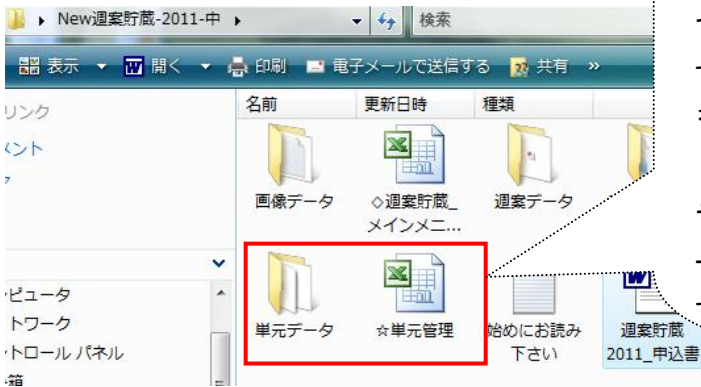 New週案貯蔵-2011-中
検索
表示 開く 印刷 電子メールで送信する 共有 »
リンク
メント
名前 更新日時 種類
画像データ
◇週案貯蔵_
メインメニ...
週案データ
ピュータ
トワーク
トロール パネル
箱
単元データ
☆単元管理
始めにお読み
下さい
週案貯蔵
2011_申込書